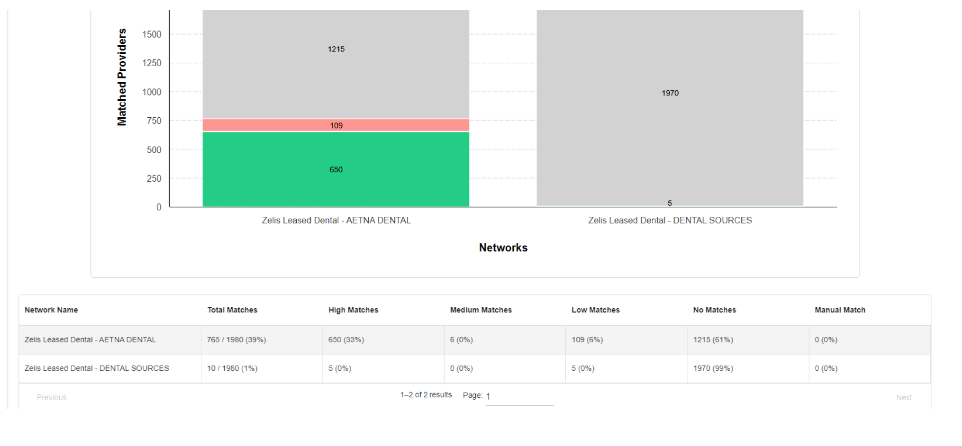 Matched Providers
1500
1250
1000
750
500
250
0
1215
109
650
1970
5
Zelis Leased Dental - AETNA DENTAL
Zelis Leased Dental - DENTAL SOURCES
Networks
Network Name Total Matches High Matches Medium Matches Low Matches No Matches Manual Match
Zelis Leased Dental - AETNA DENTAL 765 / 1980 (39%) 650 (33%) 6 (0%) 109 (6%) 1215 (61%) 0 (0%)
Zelis Leased Dental - DENTAL SOURCES 10 / 1980 (1%) 5 (0%) 0 (0%) 5 (0%) 1970 (99%) 0 (0%)
Previous 1–2 of 2 results Page: 1 Next